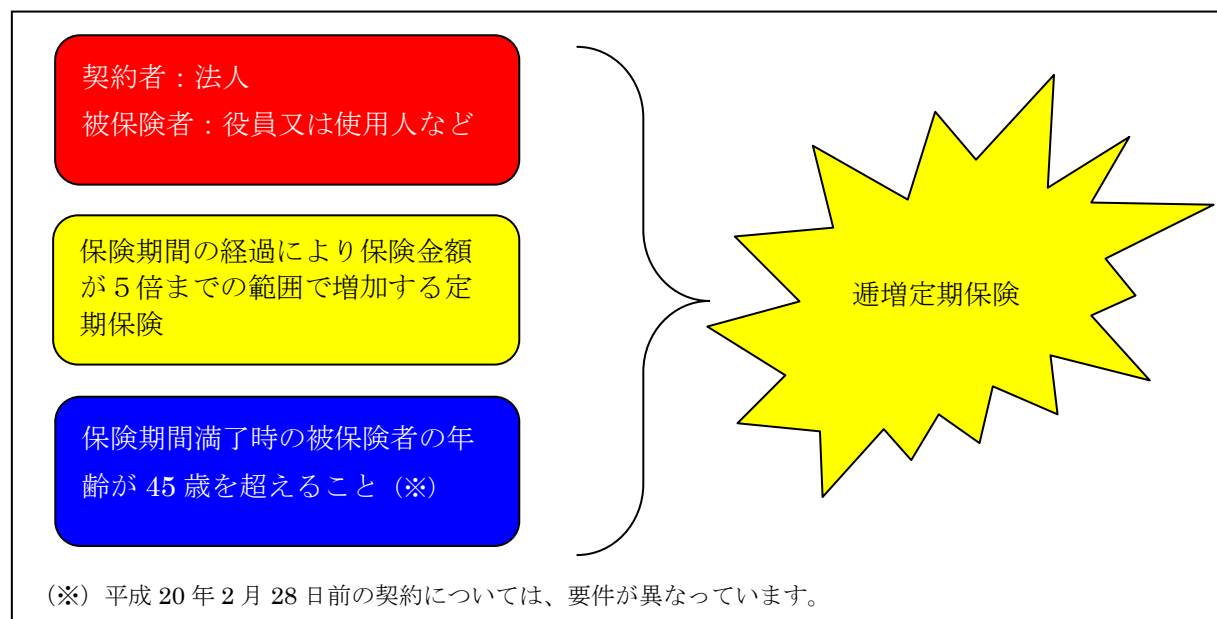 契約者：法人
被保険者：役員又は使用人など
保険期間の経過により保険金額
が５倍までの範囲で増加する定
期保険
逓増定期保険
保険期間満了時の被保険者の年
齢が 45 歳を超えること（※）
（※）平成 20 年 2 月 28 日前の契約については、要件が異なっています。